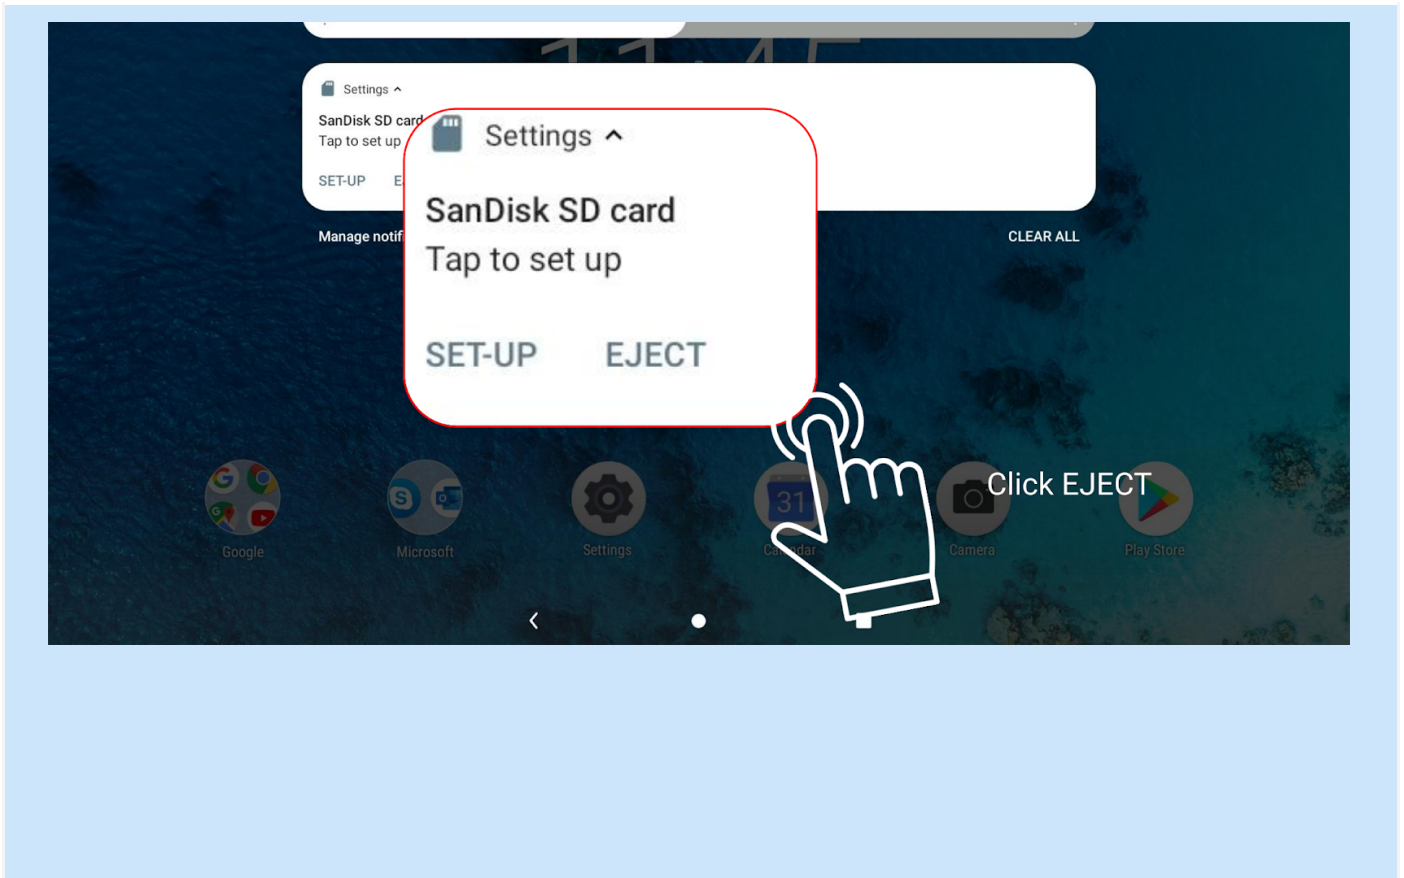 Settings
SanDisk SD card
Tap to set up
SET-UP
Manage
CLEAR ALL
Settings
SanDisk SD card
Tap to set up
SET-UP EJECT
Click EJECT
31
Google
Microsoft
Settings
Calendar
Camera
Play Store